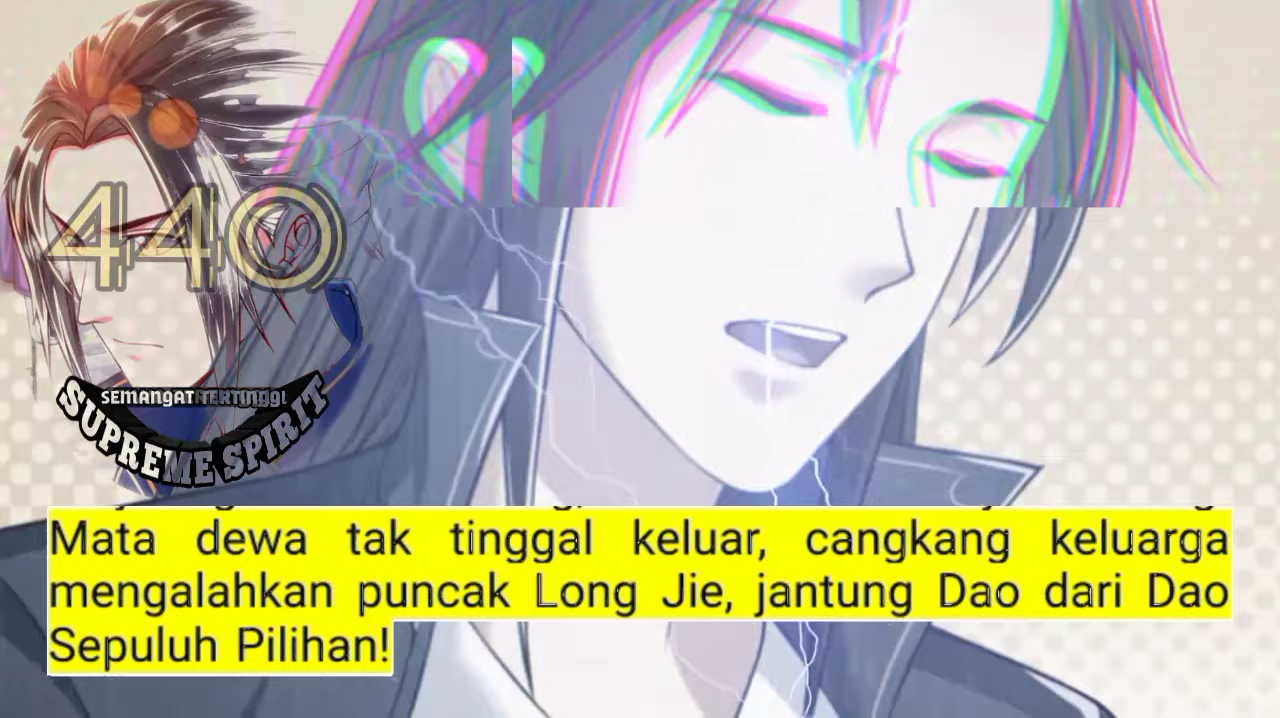 440
SEMANGAT TERTINGGI
SUPREME SPIRIT
Mata dewa tak tinggal keluar, cangkang keluarga
mengalahkan puncak Long Jie, jantung Dao dari Dao
Sepuluh Pilihan!